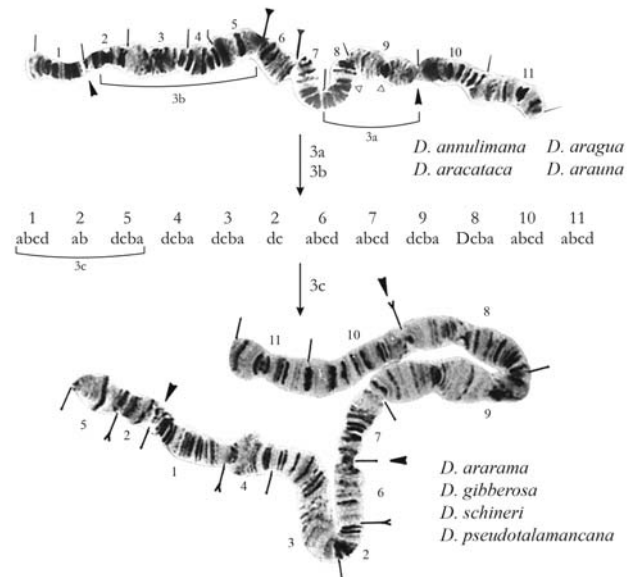 1 2 3 4 5 6 7 8 9 10 11
3b
3a
3a
3b
D. annulimana D. aragua
D. aracataca D. arauna
1 2 5 4 3 2 6 7 9 8 10 11
abcd ab dcba dcba dcba dc abcd abcd dcba Dcba abcd abcd
3c
3c
11 10 8
9
5 2 1 4 3 2 6 7
D. ararama
D. gibberosa
D. schineri
D. pseudotalamancana